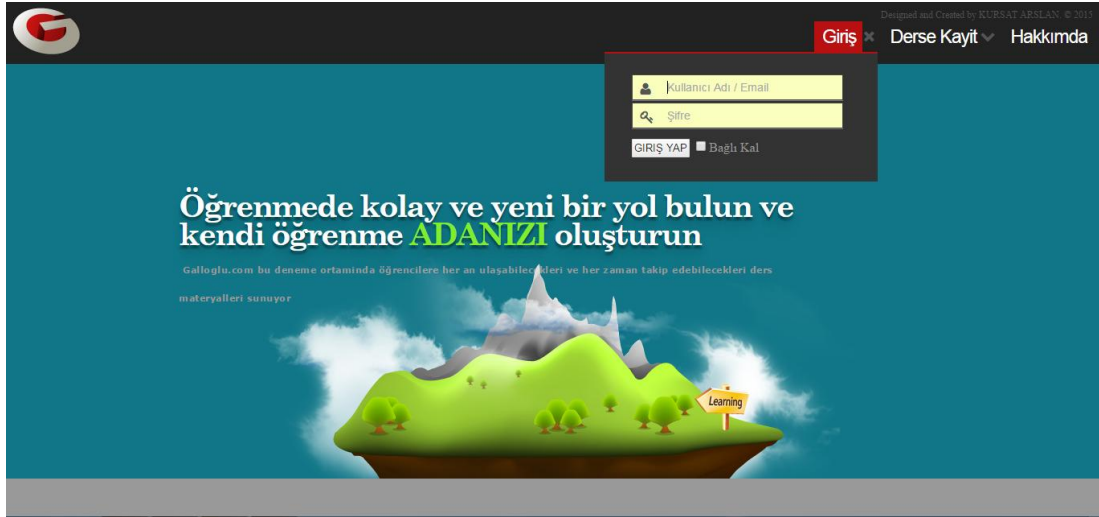 Designed and Created by KURSAT ARSLAN. © 2013
Giriş Derse Kayit Hakkımda
Kullanıcı Adı / Email
Şifre
GIRIŞ YAP Bağlı Kal
Öğrenmede kolay ve yeni bir yol bulun ve
kendi öğrenme ADANIZI oluşturun
Galloglu.com bu deneme ortaminda öğrencilere her an ulaşabilecekleri ve her zaman takip edebilecekleri ders
materyalleri sunuyor
Learning